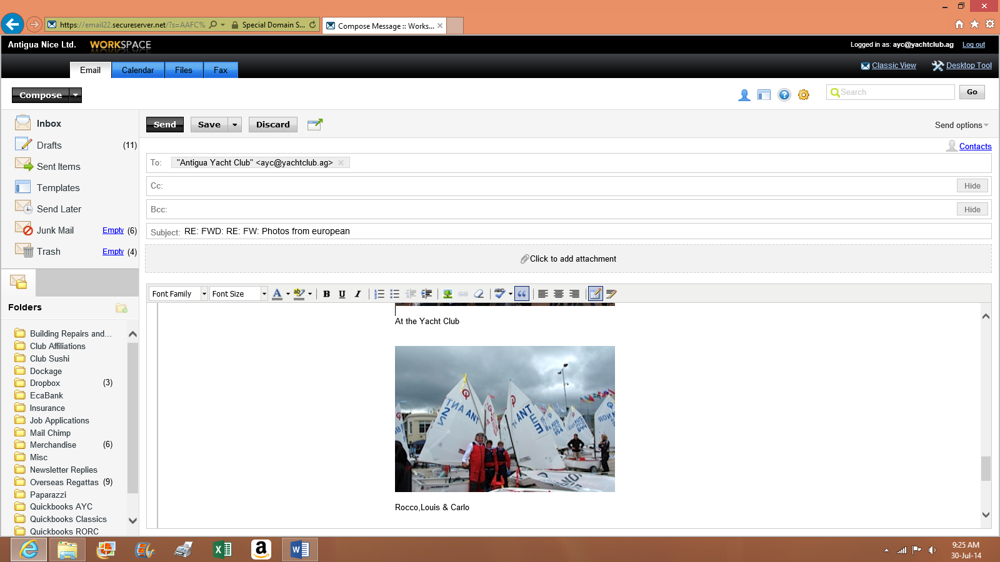 https://email22.secureserver.net/?s=AAFC%
Special Domain S...
Compose Message :: Works...
Antigua Nice Ltd.
WORKSPACE
Logged in as: ayc@yachtclub.ag
Log out
Email
Calendar
Files
Fax
Classic View
Desktop Tool
Compose
Search
Go
Inbox
Drafts (11)
Sent Items
Templates
Send Later
Junk Mail Empty (6)
Trash Empty (4)
Folders
Building Repairs and...
Club Affiliations
Club Sushi
Dockage
Dropbox (3)
EcaBank
Insurance
Job Applications
Mail Chimp
Merchandise (6)
Misc
Newsletter Replies
Overseas Regattas (9)
Paparazzi
Quickbooks AYC
Quickbooks Classics
Quickbooks RORC
Send
Save
Discard
Send options
Contacts
To: "Antigua Yacht Club" <ayc@yachtclub.ag>
Cc:
Hide
Bcc:
Hide
Subject: RE: FWD: RE: FW: Photos from european
Click to add attachment
Font Family
Font Size
A
ab
B U I
ABC
At the Yacht Club
ANT
ANT
Rocco,Louis & Carlo
9:25 AM
30-Jul-14